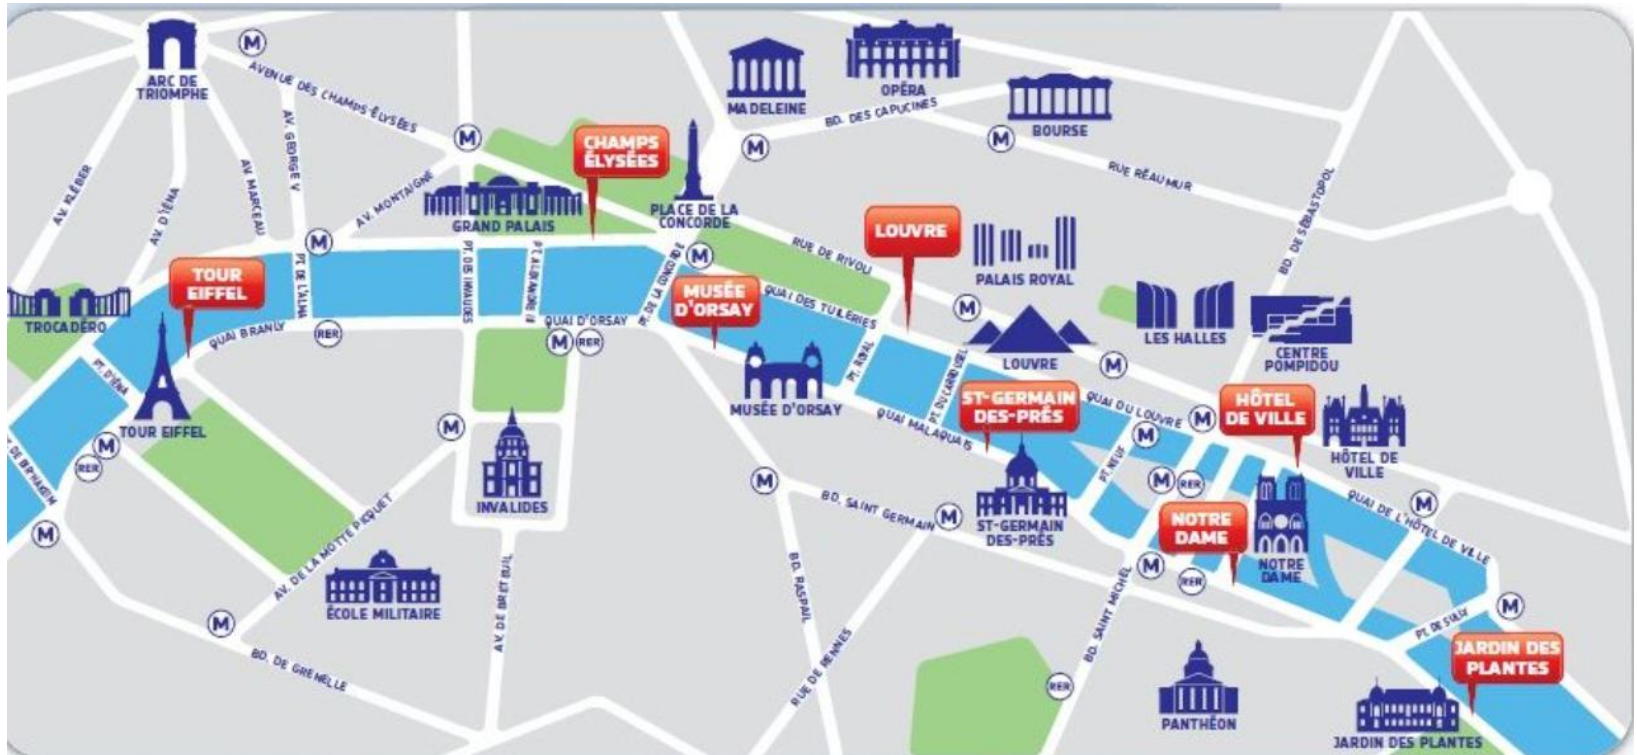 ARC DE
TRIOMPHE
M
AVENUE DES CHAMPS-ÉLYSÉES
AV. KLÉBER
AV. D'IÉNA
AV. MARCEAU
AV. GEORGE V
AV. MONTAIGNE
M
GRAND PALAIS
CHAMPS
ÉLYSÉES
PLACE DE LA
CONCORDE
MADELEINE
OPÉRA
BOURSE
BD. DES CAPUCINES
M
M
RUE RÉAUMUR
BD. DE SÉBASTOPOL
TROCADÉRO
TOUR
EIFFEL
M
PT. DE L'ALMA
PT. DES INVALIDES
PT. ALEXANDRE III
PT. DE LA CONCORDE
M
RUE DE RIVOLI
LOUVRE
PALAIS ROYAL
M
LES HALLES
CENTRE
POMPIDOU
QUAI BRANLY
RER
QUAI D'ORSAY
M
RER
MUSÉE
D'ORSAY
QUAI DES TUILERIES
PT. ROYAL
PT. DU CARROUSEL
LOUVRE
M
PT. D'IÉNA
TOUR EIFFEL
MUSÉE D'ORSAY
QUAI MALAQUAIS
ST-GERMAIN
DES-PRÉS
QUAI DU LOUVRE
M
HÔTEL
DE VILLE
HÔTEL DE
VILLE
M
RER
M
INVALIDES
M
PT. NEUF
M
M
RER
QUAI DE L'HÔTEL DE VILLE
M
M
AV. DE LA MOTTE PICQUET
BD. SAINT GERMAIN
M
ST-GERMAIN
DES-PRÉS
NOTRE
DAME
NOTRE
DAME
M
ÉCOLE MILITAIRE
M
RER
M
BD. DE GRENELLE
AV. DE BRETEUIL
BD. RASPAIL
RUE DE RENNES
BD. SAINT MICHEL
RER
PANTHÉON
PT. DE SULLY
M
JARDIN DES
PLANTES
JARDIN DES PLANTES